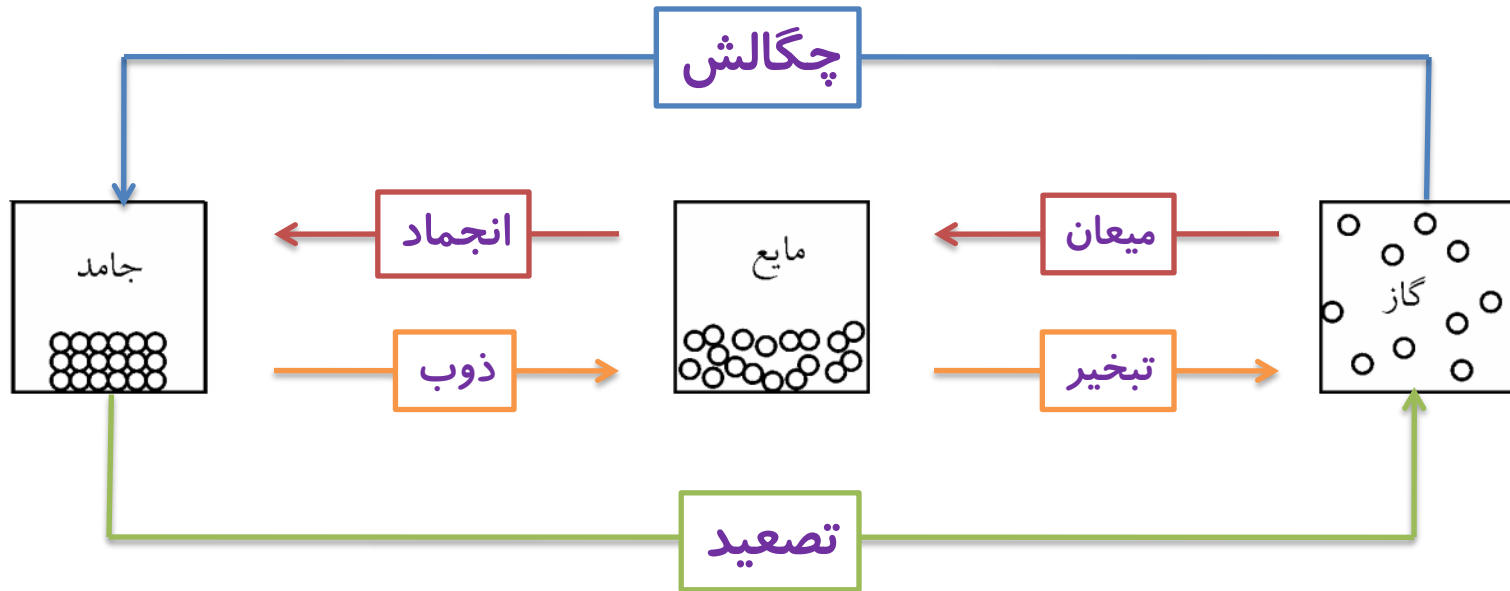 چگالش
گاز
میعان
مایع
انجماد
جامد
تبخیر
ذوب
تصعید